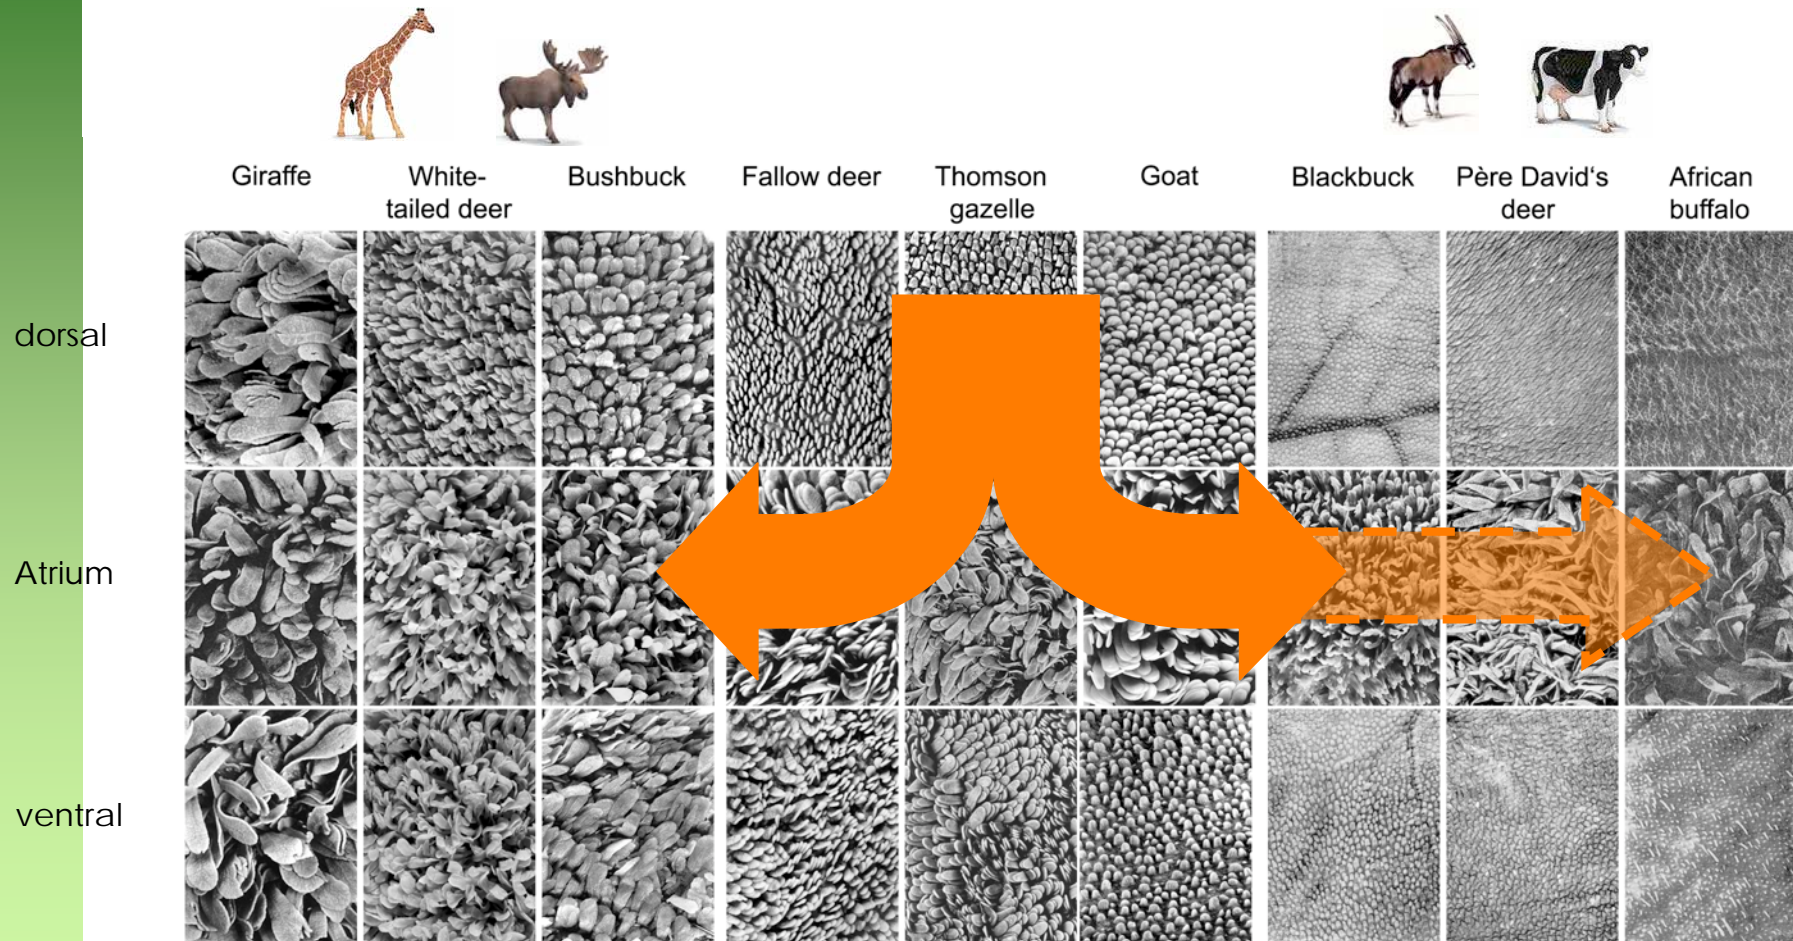 Giraffe
White-
tailed deer
Bushbuck
Fallow deer
Thomson
gazelle
Goat
Blackbuck
Père David‘s
deer
African
buffalo
dorsal
Atrium
ventral